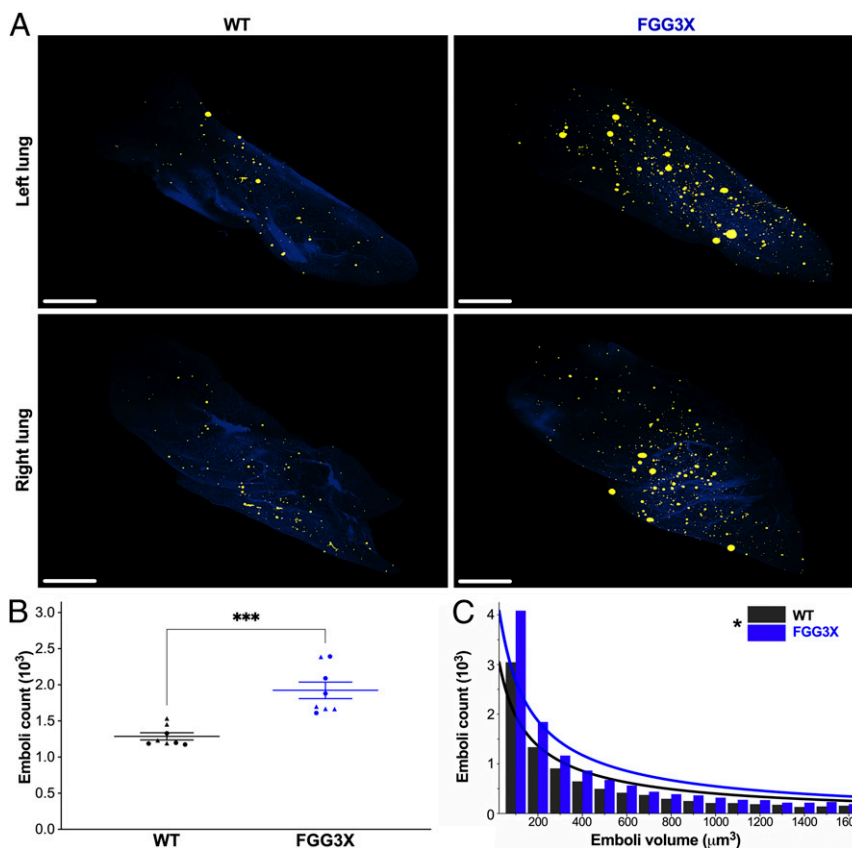 A
WT
FGG3X
Left lung
Right lung
B
Emboli count (10³)
3.0
2.5
2.0
1.5
1.0
0.5
0.0
***
WT
FGG3X
C
Emboli count (10³)
4
3
2
1
0
*
WT
FGG3X
200 400 600 800 1000 1200 1400 160
Emboli volume (μm³)